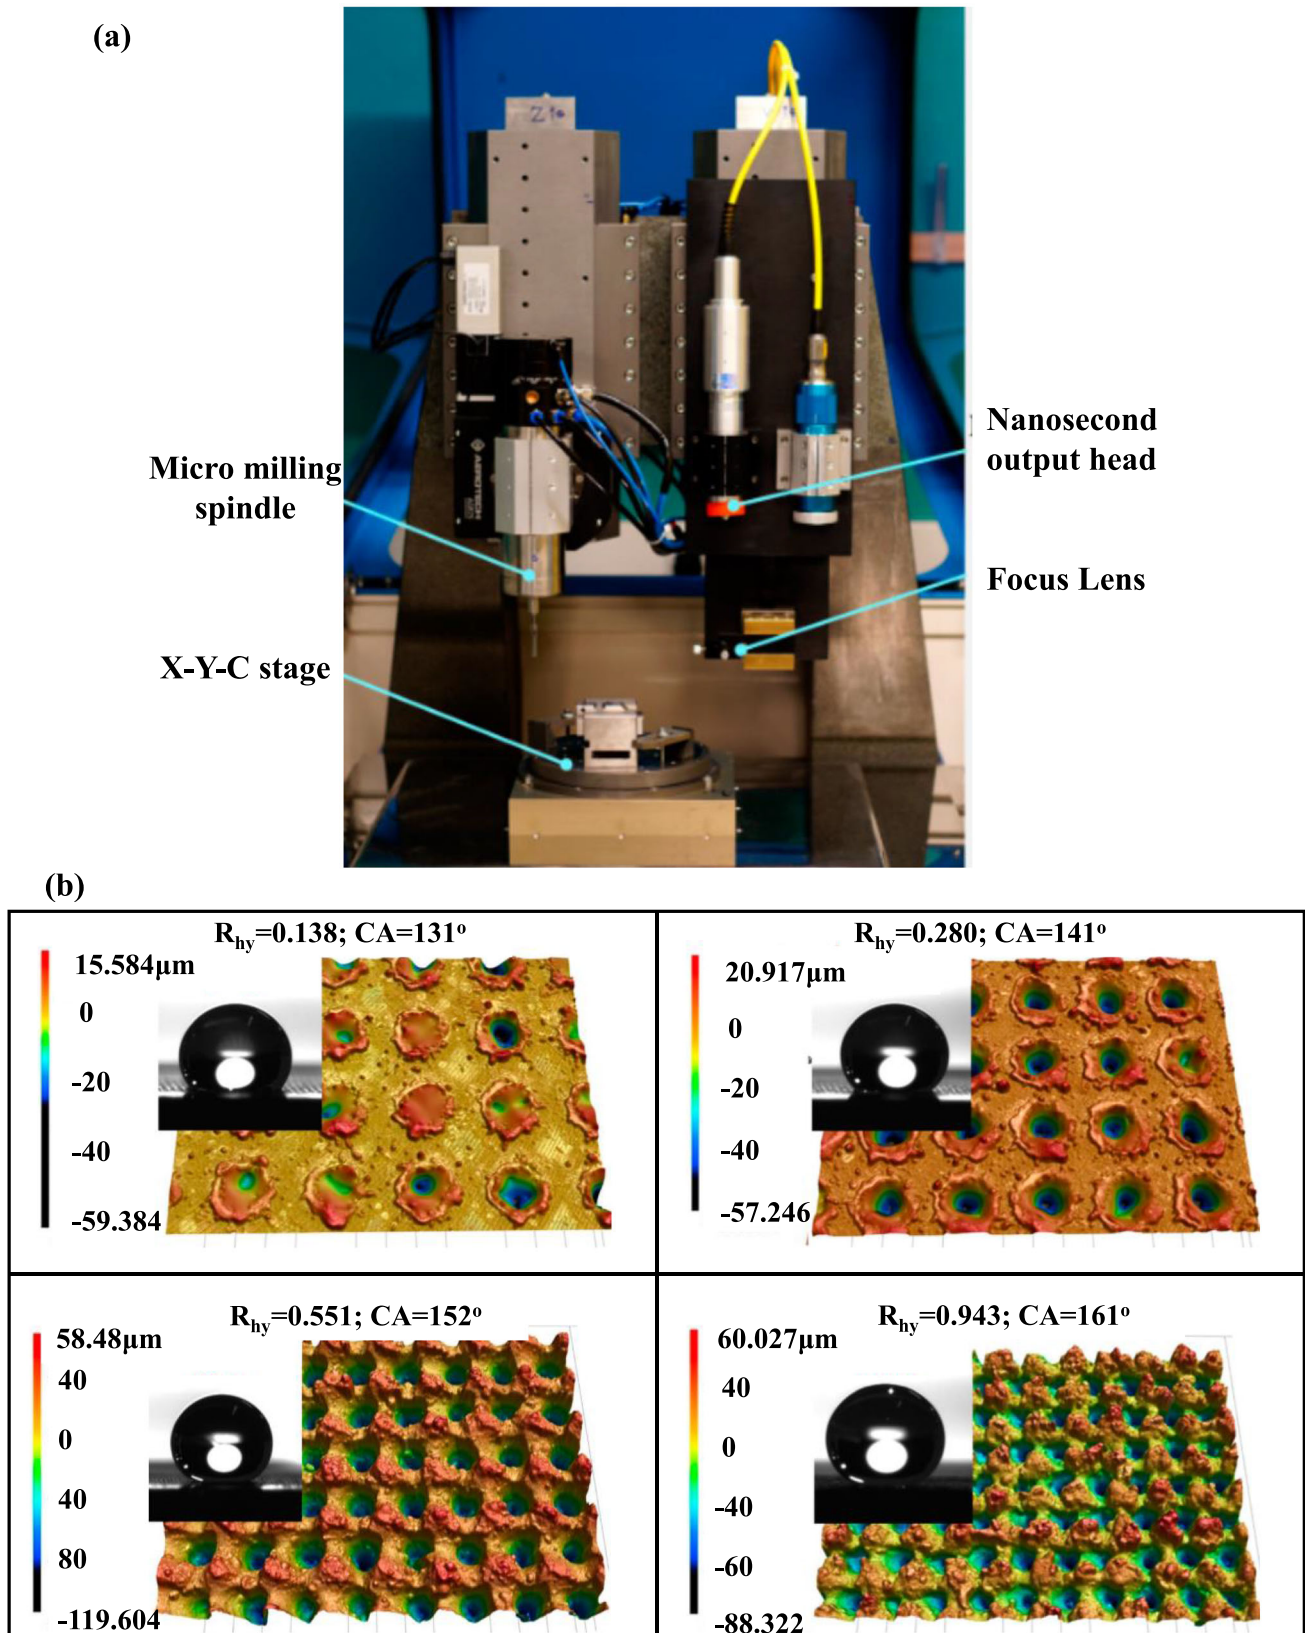 (a)
Z10
AEROTECH
Nanosecond
output head
Micro milling
spindle
Focus Lens
X-Y-C stage
(b)
Rhy=0.138; CA=131°
15.584μm
0
-20
-40
-59.384
Rhy=0.280; CA=141°
20.917μm
0
-20
-40
-57.246
Rhy=0.551; CA=152°
58.48μm
40
0
40
80
-119.604
Rhy=0.943; CA=161°
60.027μm
40
0
-40
-60
-88.322